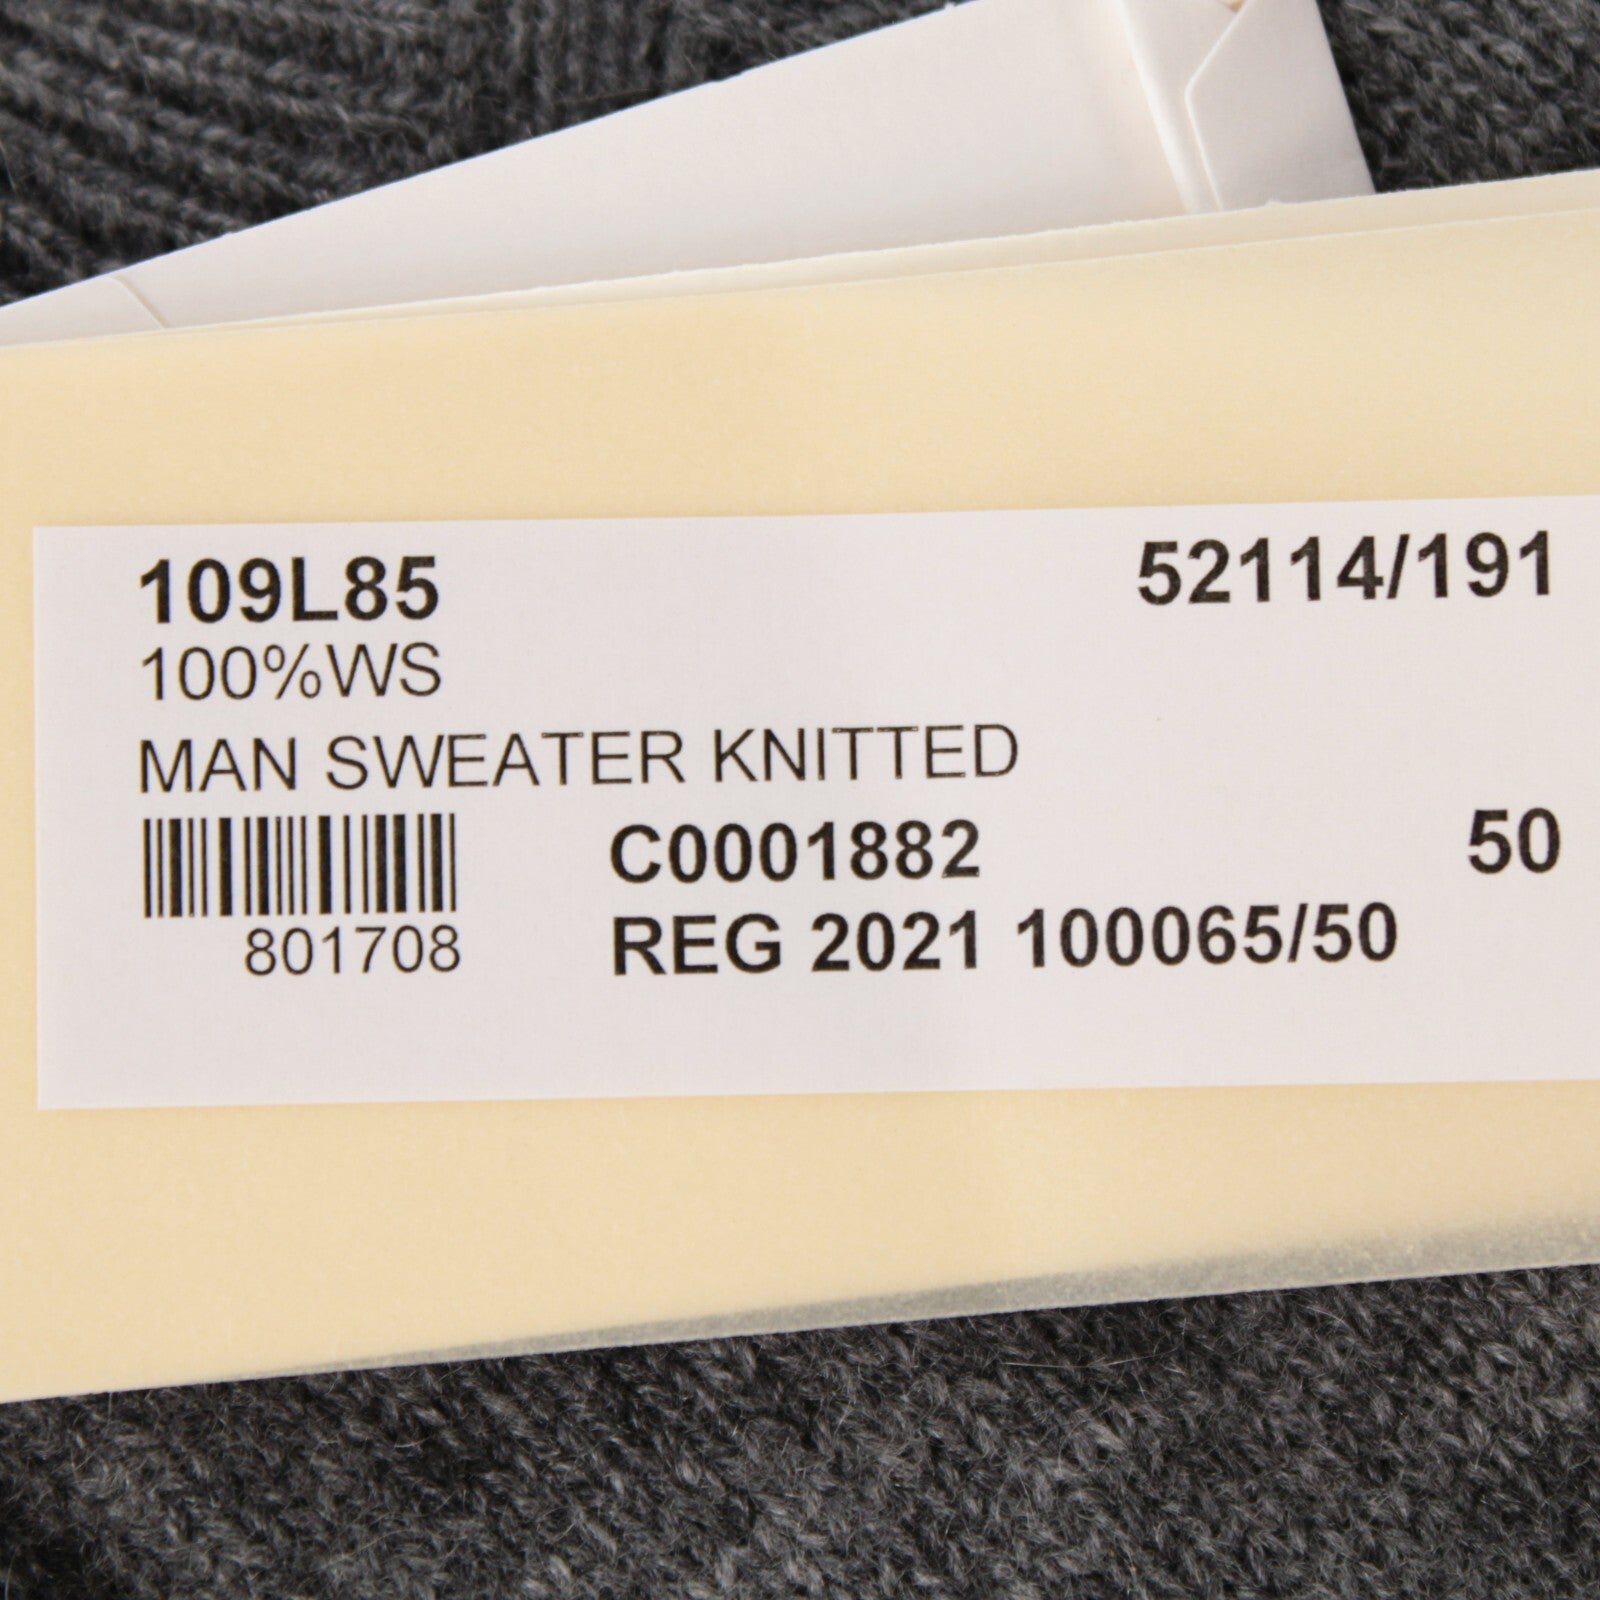 109L85 52114/191
100%WS
MAN SWEATER KNITTED
C0001882 50
801708 REG 2021 100065/50